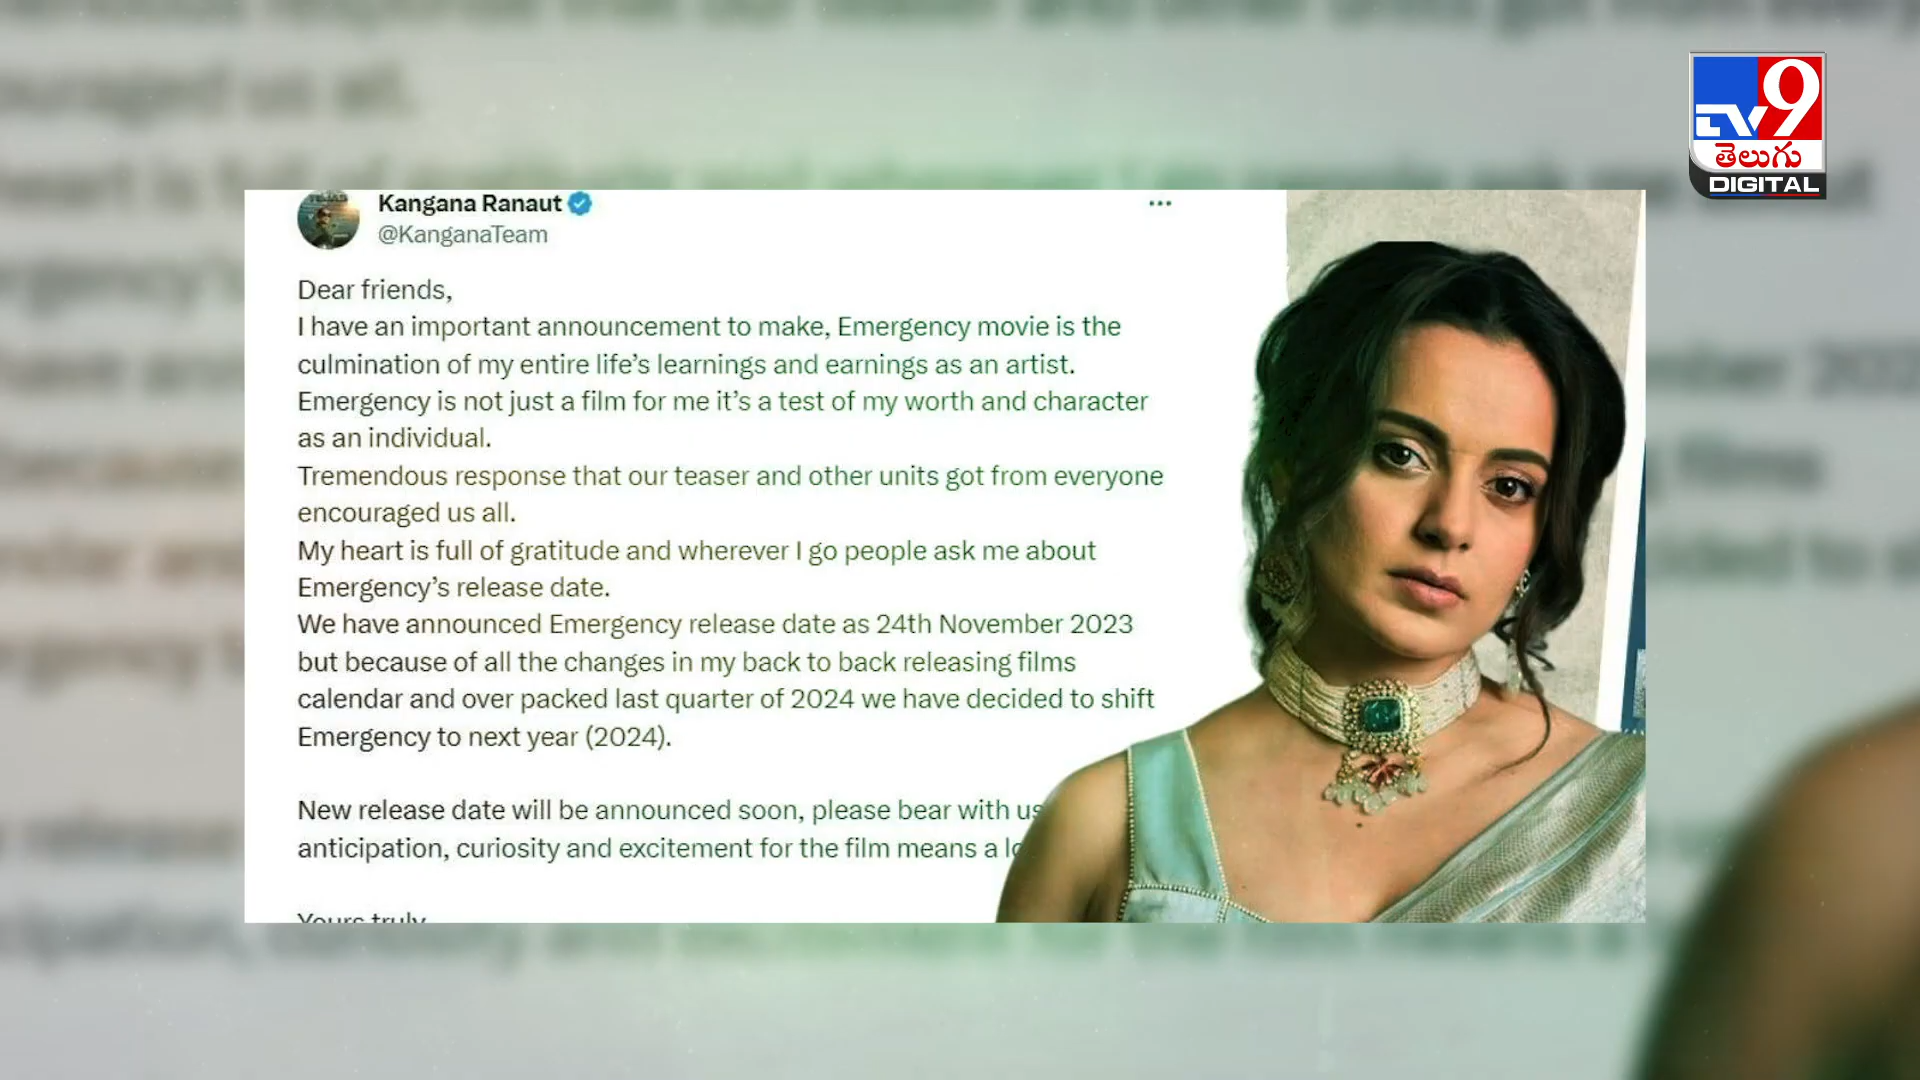 TV9
తెలుగు
DIGITAL
Kangana Ranaut
@KanganaTeam
Dear friends,
I have an important announcement to make, Emergency movie is the
culmination of my entire life's learnings and earnings as an artist.
Emergency is not just a film for me it's a test of my worth and character
as an individual.
Tremendous response that our teaser and other units got from everyone
encouraged us all.
My heart is full of gratitude and wherever I go people ask me about
Emergency's release date.
We have announced Emergency release date as 24th November 2023
but because of all the changes in my back to back releasing films
calendar and over packed last quarter of 2024 we have decided to shift
Emergency to next year (2024).
New release date will be announced soon, please bear with us
anticipation, curiosity and excitement for the film means a
Yours truly